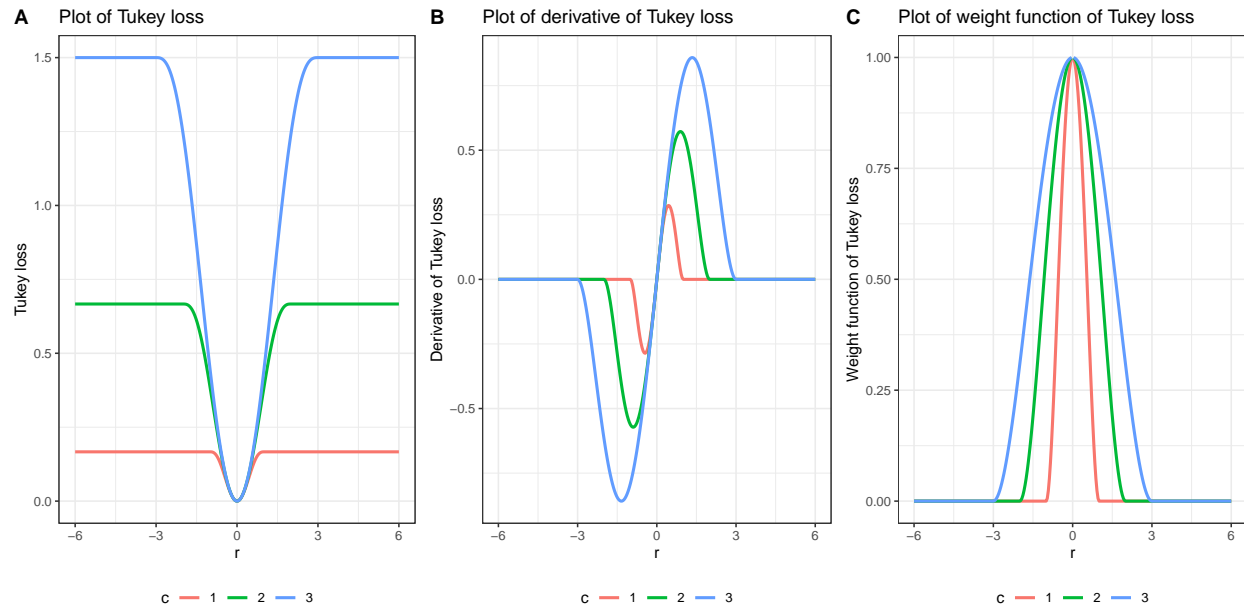 A Plot of Tukey loss
Tukey loss
1.5
1.0
0.5
0.0
−6 −3 0 3 6
r
c 1 2 3
B Plot of derivative of Tukey loss
Derivative of Tukey loss
0.5
0.0
−0.5
−6 −3 0 3 6
r
c 1 2 3
C Plot of weight function of Tukey loss
Weight function of Tukey loss
1.00
0.75
0.50
0.25
0.00
−6 −3 0 3 6
r
c 1 2 3